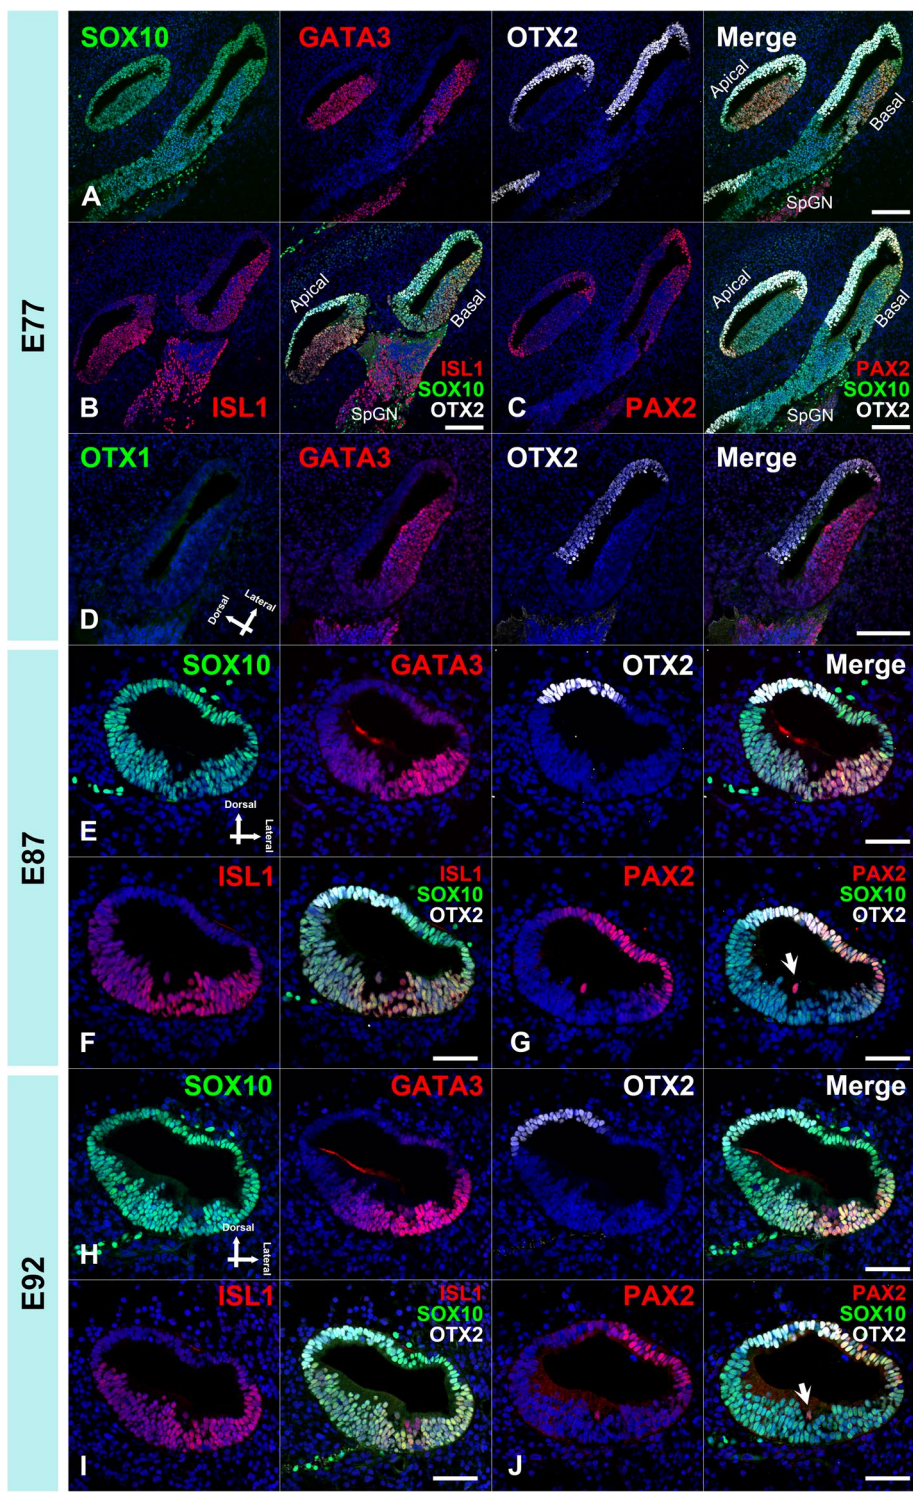 E77
SOX10 GATA3 OTX2 Merge
Apical
Basal
A SpGN
Apical
Basal
ISL1
SOX10
OTX2
B ISL1 SpGN
C PAX2
Apical
Basal
PAX2
SOX10
OTX2
SpGN
OTX1 GATA3 OTX2 Merge
D Dorsal Lateral
E87
SOX10 GATA3 OTX2 Merge
E Dorsal Lateral
ISL1 ISL1
SOX10
OTX2
PAX2 PAX2
SOX10
OTX2
F G
E92
SOX10 GATA3 OTX2 Merge
H Dorsal Lateral
ISL1 ISL1
SOX10
OTX2
PAX2 PAX2
SOX10
OTX2
I J